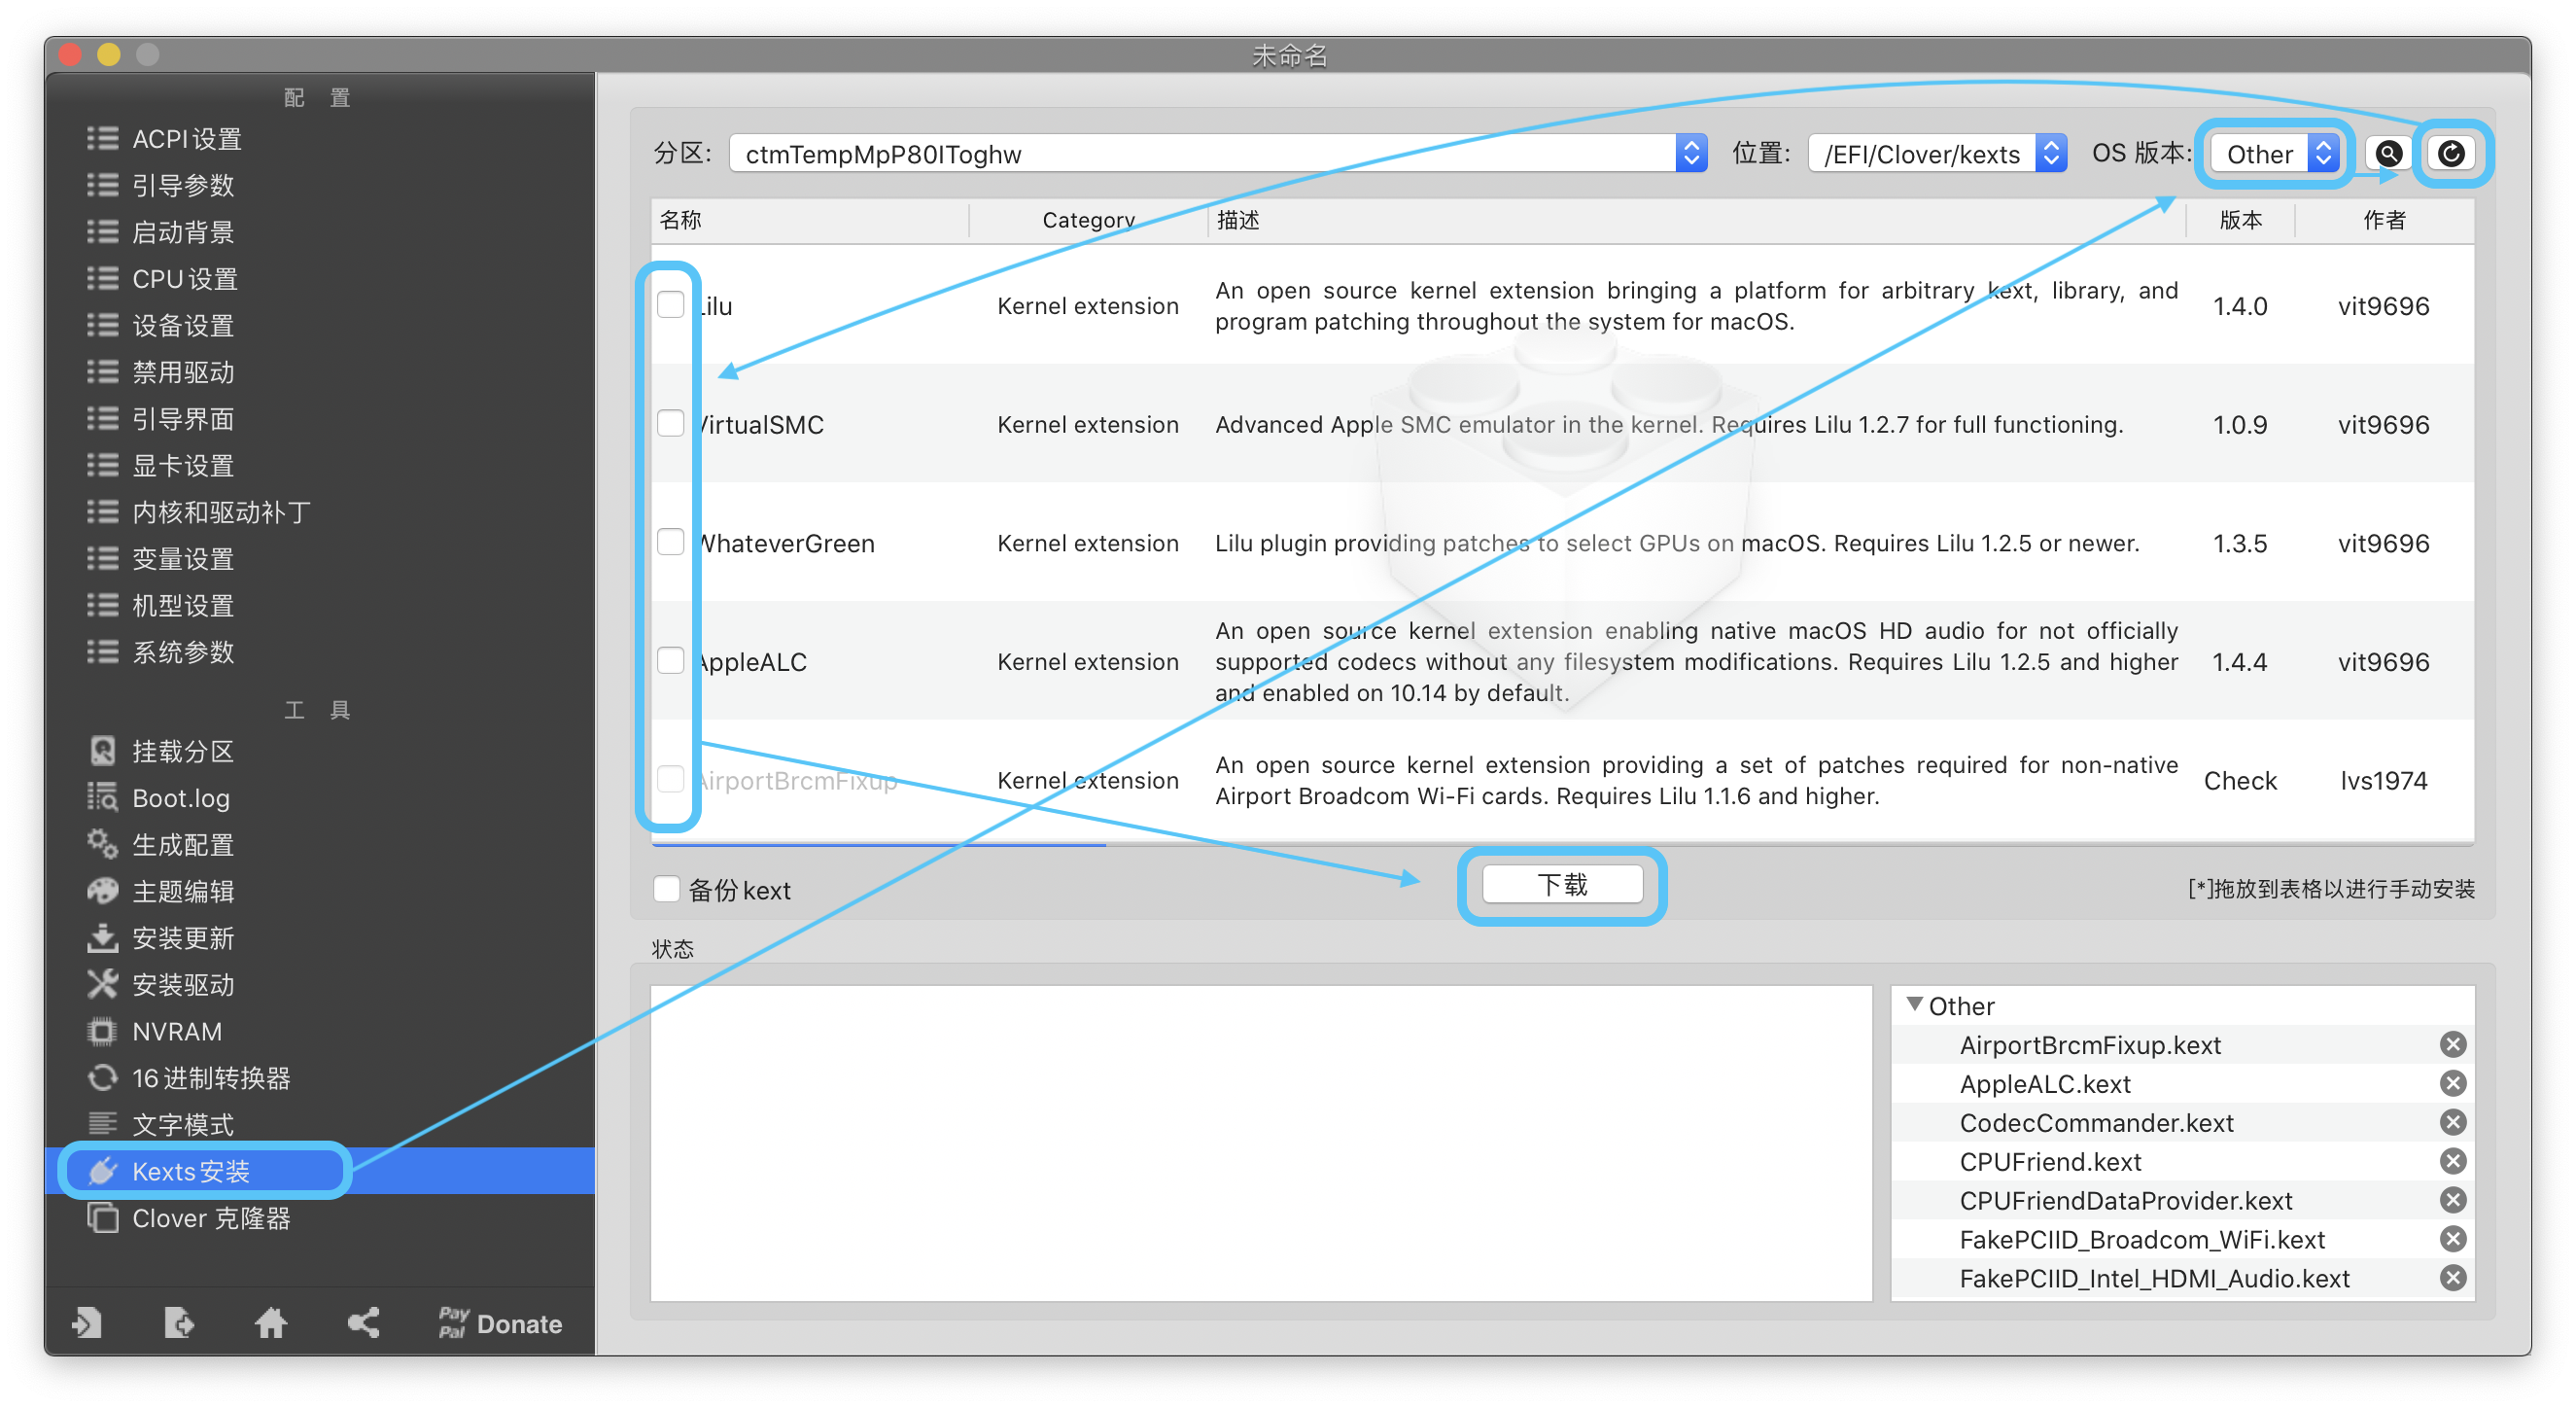 未命名
配 置
ACPI 设置
引导参数
启动背景
CPU 设置
设备设置
禁用驱动
引导界面
显卡设置
内核和驱动补丁
变量设置
机型设置
系统参数
工 具
挂载分区
Boot.log
生成配置
主题编辑
安装更新
安装驱动
NVRAM
16 进制转换器
文字模式
Kexts 安装
Clover 克隆器
Pay
Pal
Donate
分区: ctmTempMpP80IToghw 位置: /EFI/Clover/kexts OS 版本: Other
名称 Category 描述 版本 作者
Lilu Kernel extension An open source kernel extension bringing a platform for arbitrary kext, library, and
program patching throughout the system for macOS. 1.4.0 vit9696
VirtualSMC Kernel extension Advanced Apple SMC emulator in the kernel. Requires Lilu 1.2.7 for full functioning. 1.0.9 vit9696
WhateverGreen Kernel extension Lilu plugin providing patches to select GPUs on macOS. Requires Lilu 1.2.5 or newer. 1.3.5 vit9696
AppleALC Kernel extension An open source kernel extension enabling native macOS HD audio for not officially
supported codecs without any filesystem modifications. Requires Lilu 1.2.5 and higher
and enabled on 10.14 by default. 1.4.4 vit9696
AirportBrcmFixup Kernel extension An open source kernel extension providing a set of patches required for non-native
Airport Broadcom Wi-Fi cards. Requires Lilu 1.1.6 and higher. Check lvs1974
备份 kext 下载 [*]拖放到表格以进行手动安装
状态
Other
AirportBrcmFixup.kext
AppleALC.kext
CodecCommander.kext
CPUFriend.kext
CPUFriendDataProvider.kext
FakePCIID_Broadcom_WiFi.kext
FakePCIID_Intel_HDMI_Audio.kext